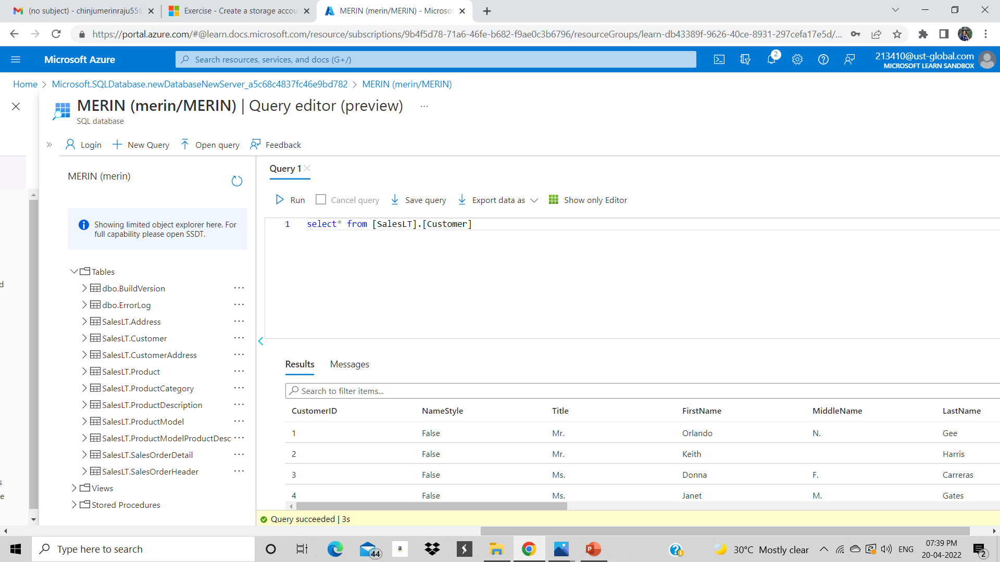 (no subject) - chinjumerinraju55@
Exercise - Create a storage accou
MERIN (merin/MERIN) - Microsof
https://portal.azure.com/#@learn.docs.microsoft.com/resource/subscriptions/9b4f5d78-71a6-46fe-b682-f9ae0c3b6796/resourceGroups/learn-db43389f-9626-40ce-8931-297cefa17e5d/...
Microsoft Azure
Search resources, services, and docs (G+/)
2
213410@ust-global.com
MICROSOFT LEARN SANDBOX
Home > Microsoft.SQLDatabase.newDatabaseNewServer_a5c68c4837fc46e9bd782 > MERIN (merin/MERIN)
MERIN (merin/MERIN) | Query editor (preview) ...
SQL database
Login New Query Open query Feedback
MERIN (merin)
Showing limited object explorer here. For
full capability please open SSDT.
Tables
dbo.BuildVersion
dbo.ErrorLog
SalesLT.Address
SalesLT.Customer
SalesLT.CustomerAddress
SalesLT.Product
SalesLT.ProductCategory
SalesLT.ProductDescription
SalesLT.ProductModel
SalesLT.ProductModelProductDesc
SalesLT.SalesOrderDetail
SalesLT.SalesOrderHeader
Views
Stored Procedures
d
s
e
Query 1
Run Cancel query Save query Export data as Show only Editor
1 select* from [SalesLT].[Customer]
Results Messages
Search to filter items...
CustomerID NameStyle Title FirstName MiddleName LastName
1 False Mr. Orlando N. Gee
2 False Mr. Keith Harris
3 False Ms. Donna F. Carreras
4 False Ms. Janet M. Gates
Query succeeded | 3s
Type here to search
44
a
P
30°C Mostly clear
ENG
07:39 PM
20-04-2022
2